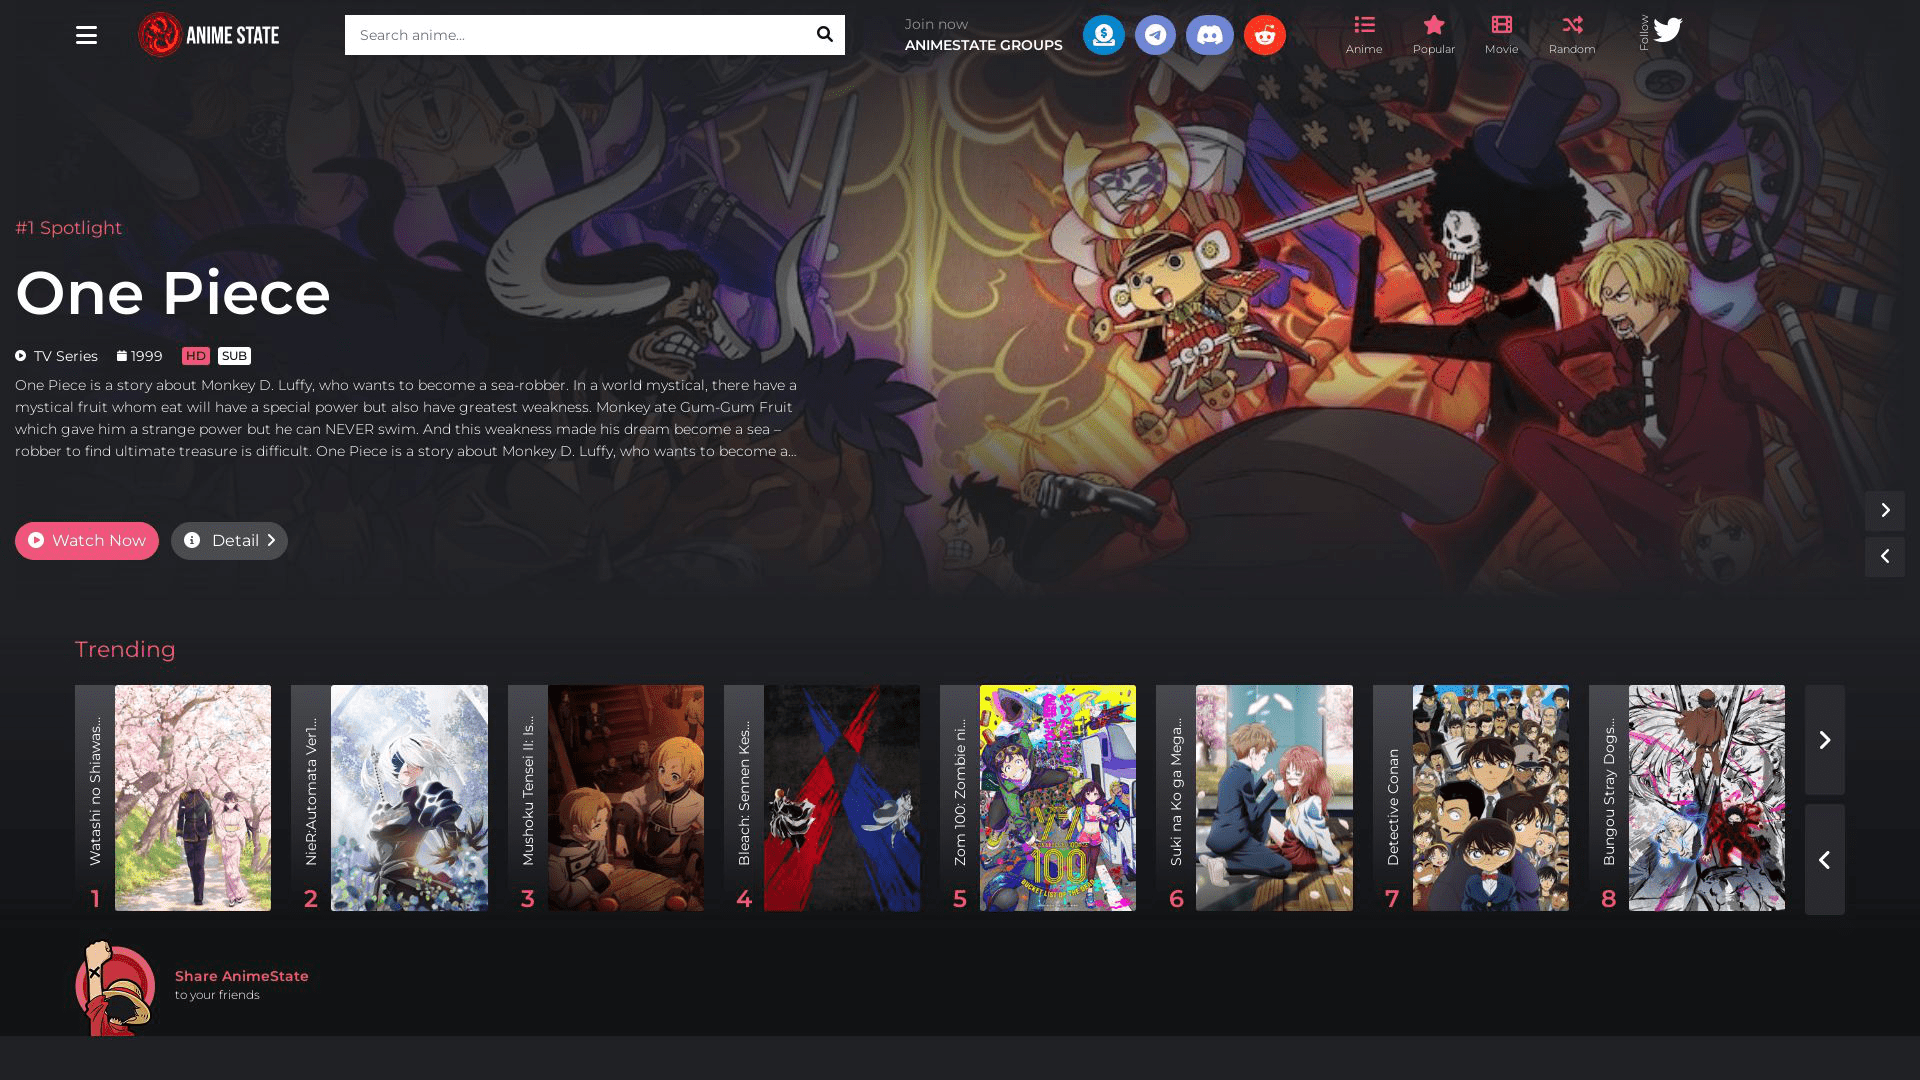 ANIME STATE
Search anime...
Join now
ANIMESTATE GROUPS
Anime
Popular
Movie
Random
Follow
#1 Spotlight
One Piece
TV Series 1999 HD SUB
One Piece is a story about Monkey D. Luffy, who wants to become a sea-robber. In a world mystical, there have a
mystical fruit whom eat will have a special power but also have greatest weakness. Monkey ate Gum-Gum Fruit
which gave him a strange power but he can NEVER swim. And this weakness made his dream become a sea –
robber to find ultimate treasure is difficult. One Piece is a story about Monkey D. Luffy, who wants to become a...
Watch Now
Detail
Trending
Watashi no Shiawas...
1
NieR:Automata Ver1...
2
Mushoku Tensei II: Is...
3
Bleach: Sennen Kes...
4
Zom 100: Zombie ni...
5
100
BUCKET LIST OF THE DEAD
Suki na Ko ga Mega...
6
Detective Conan
7
Bungou Stray Dogs...
8
Share AnimeState
to your friends